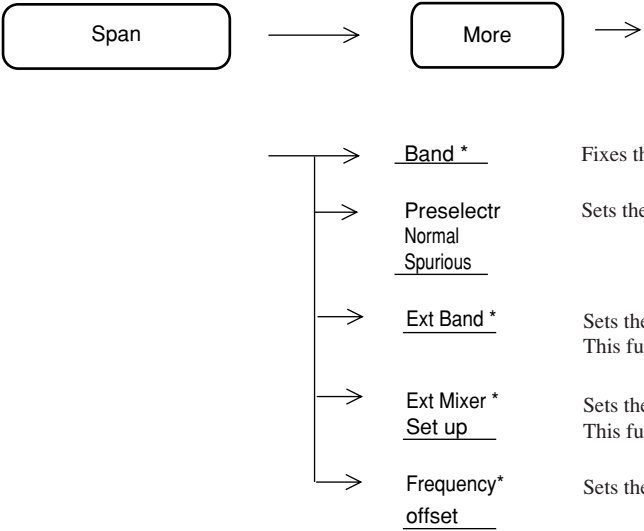 Span
More
Band *
Fixes th
Preselectr
Sets the
Normal
Spurious
Ext Band *
Sets the
This fu
Ext Mixer *
Sets the
Set up
This fu
Frequency*
Sets the
offset